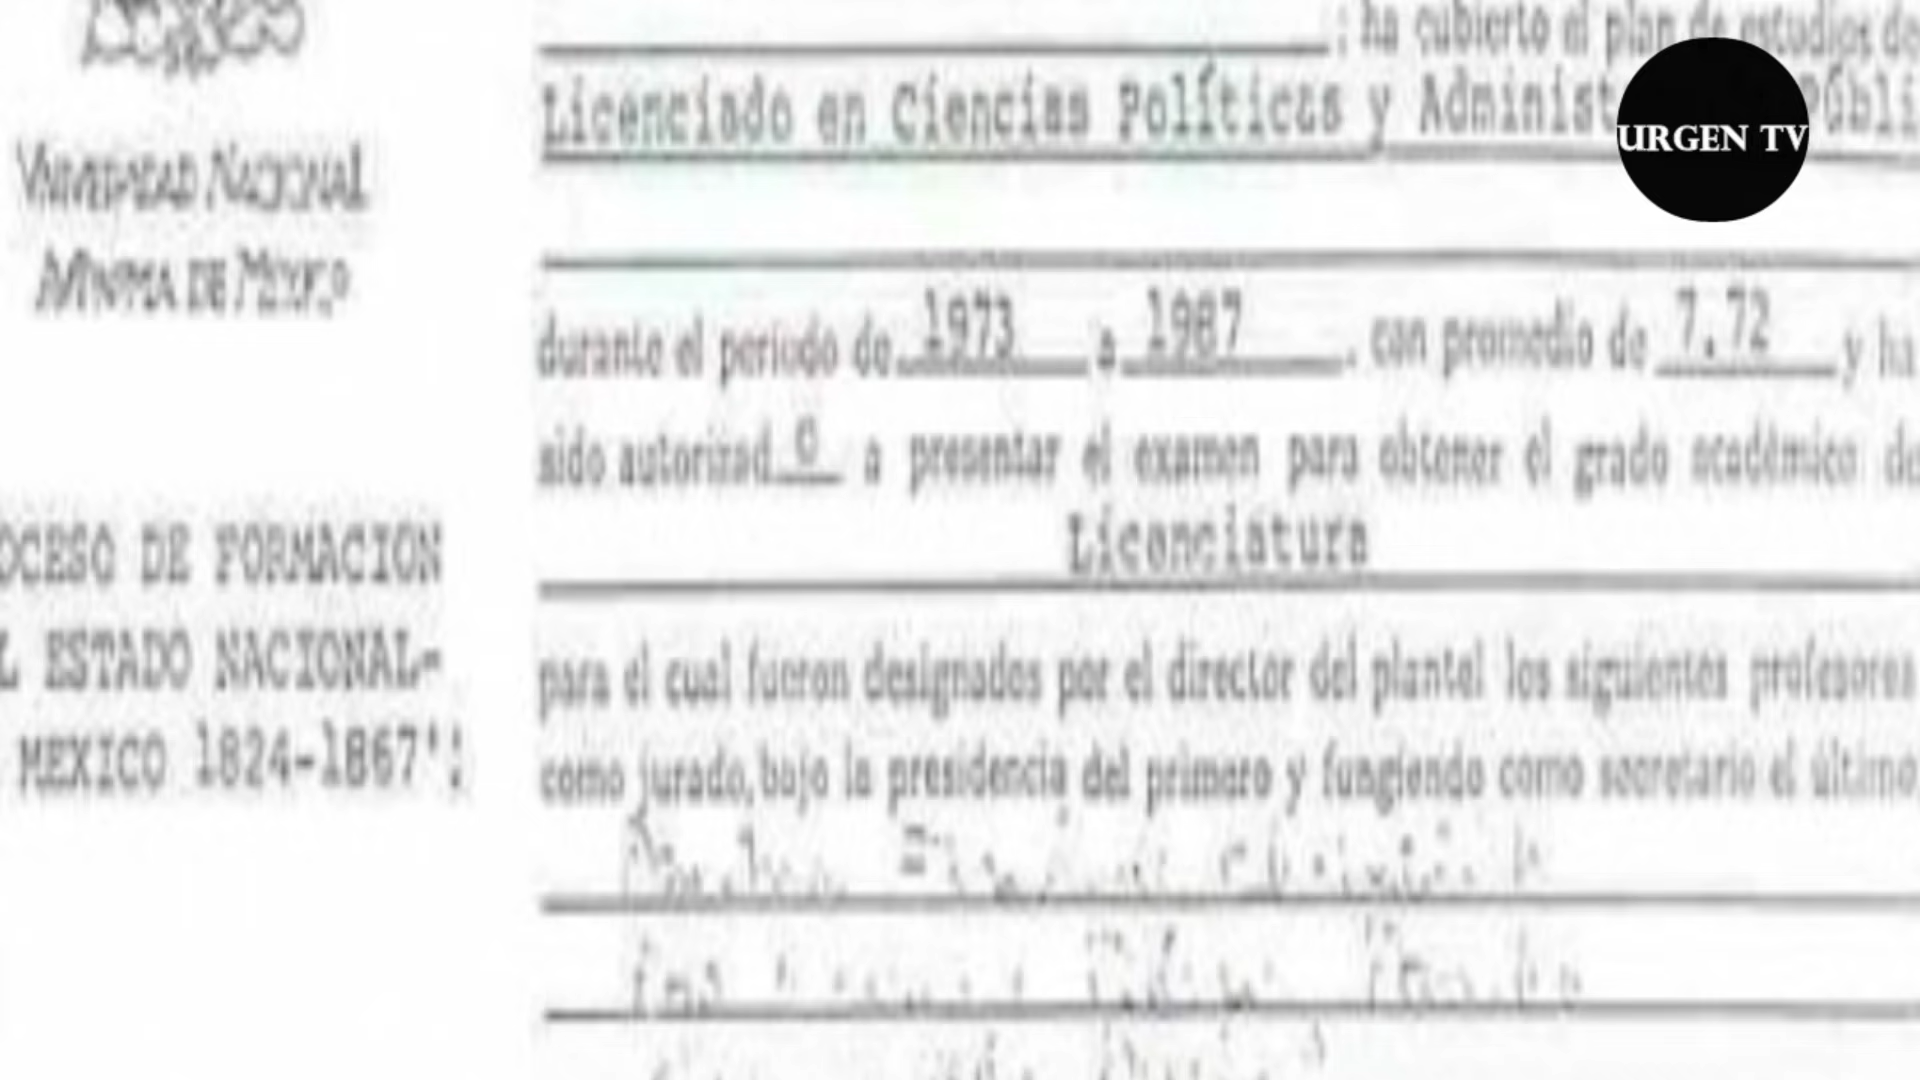 UNIVERSIDAD NACIONAL
AUTÓNOMA DE MEXICO
OCESO DE FORMACION
L ESTADO NACIONAL-
MEXICO 1824-1867".
; ha cubierto el plan de estudios de
Licenciado en Ciencias Políticas y Administ Públi
durante el periodo de 1973 a 1987, con promedio de 7.72 y ha
sido autorizad o a presentar el examen para obtener el grado académico de
Licenciatura
para el cual fueron designados por el director del plantel los siguientes profesores
como jurado, bajo la presidencia del primero y fungiendo como secretario el último
URGEN TV